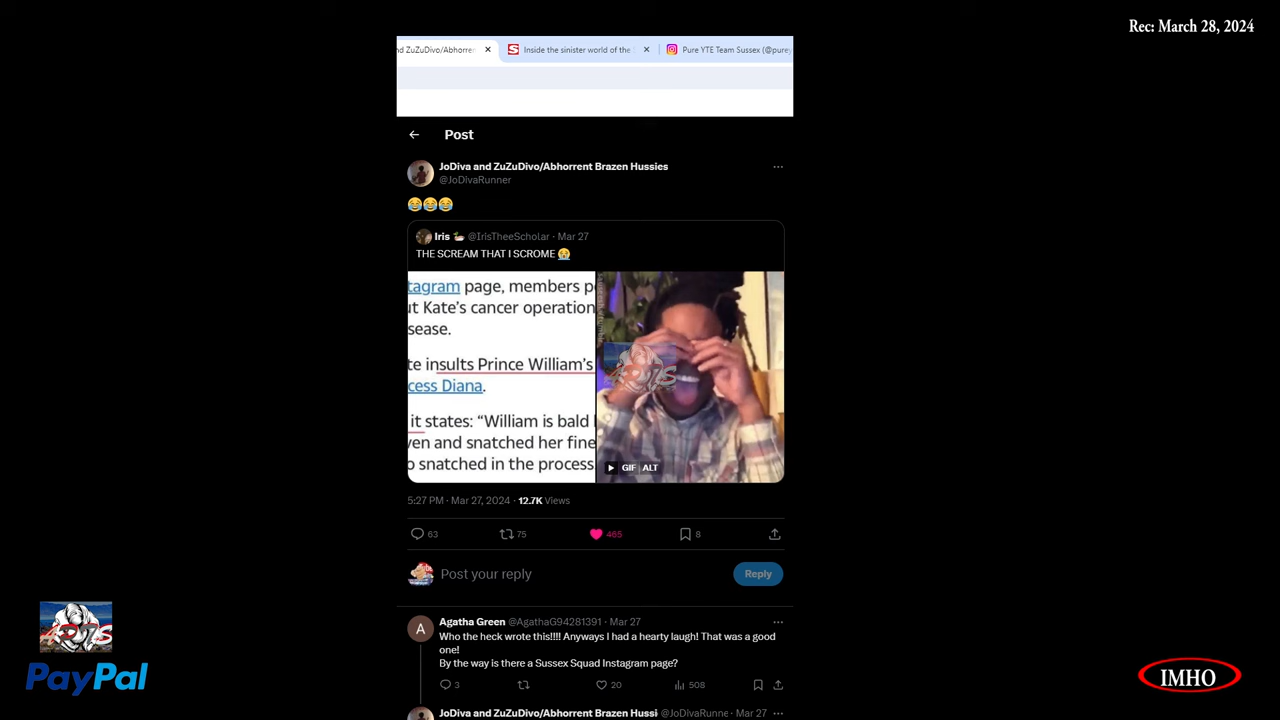 Rec: March 28, 2024
nd ZuZuDivo/Abhorrer
Inside the sinister world of the
Pure YTE Team Sussex (@purey
Post
JoDiva and ZuZuDivo/Abhorrent Brazen Hussies
@JoDivaRunner
😂😂😂
Iris 🦢 @IrisTheeScholar · Mar 27
THE SCREAM THAT I SCROME 😭
tagram page, members p
ut Kate's cancer operation
sease.
te insults Prince William's
cess Diana.
it states: “William is bald
ven and snatched her fine
o snatched in the process.
GIF ALT
5:27 PM · Mar 27, 2024 · 12.7K Views
63 75 465 8
Post your reply
Reply
A
Agatha Green @AgathaG94281391 · Mar 27
Who the heck wrote this!!!! Anyways I had a hearty laugh! That was a good
one!
By the way is there a Sussex Squad Instagram page?
3 20 508
JoDiva and ZuZuDivo/Abhorrent Brazen Hussi @JoDivaRunne · Mar 27
PayPal
IMHO